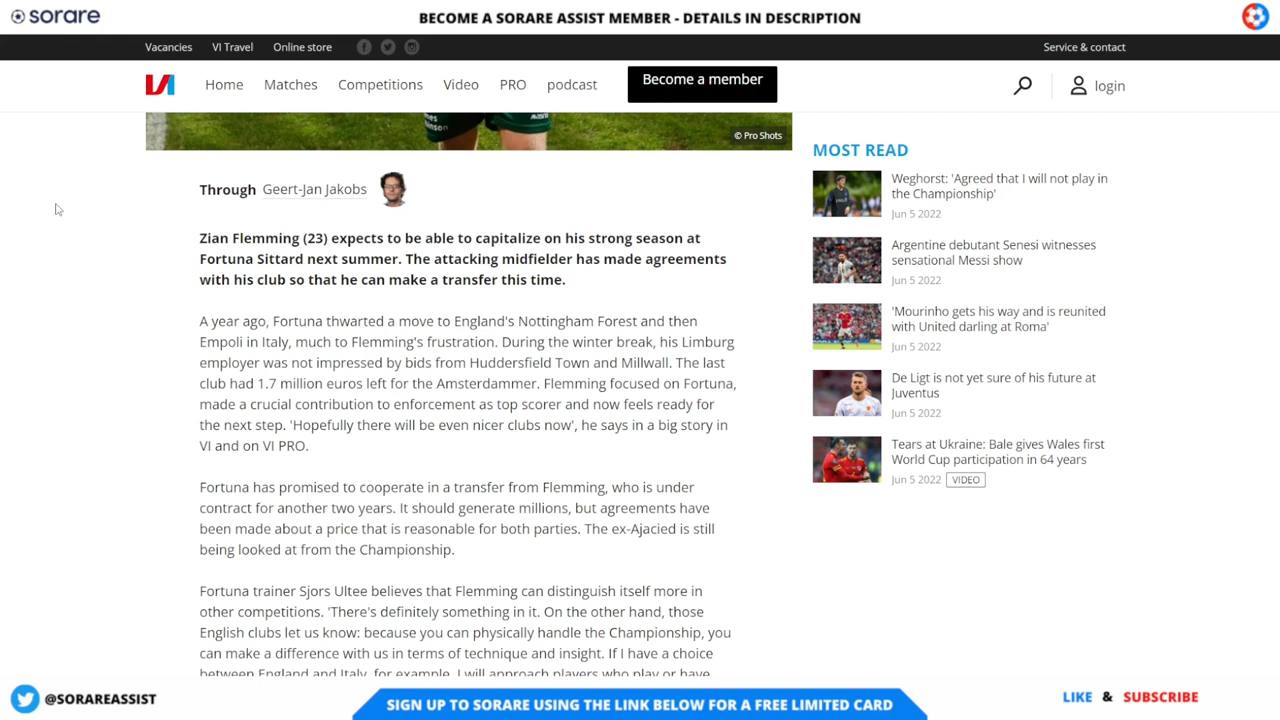 sorare
BECOME A SORARE ASSIST MEMBER - DETAILS IN DESCRIPTION
Vacancies VI Travel Online store
Service & contact
VI
Home Matches Competitions Video PRO podcast Become a member
login
© Pro Shots
Through Geert-Jan Jakobs
Zian Flemming (23) expects to be able to capitalize on his strong season at
Fortuna Sittard next summer. The attacking midfielder has made agreements
with his club so that he can make a transfer this time.
A year ago, Fortuna thwarted a move to England's Nottingham Forest and then
Empoli in Italy, much to Flemming's frustration. During the winter break, his Limburg
employer was not impressed by bids from Huddersfield Town and Millwall. The last
club had 1.7 million euros left for the Amsterdammer. Flemming focused on Fortuna,
made a crucial contribution to enforcement as top scorer and now feels ready for
the next step. 'Hopefully there will be even nicer clubs now', he says in a big story in
VI and on VI PRO.
Fortuna has promised to cooperate in a transfer from Flemming, who is under
contract for another two years. It should generate millions, but agreements have
been made about a price that is reasonable for both parties. The ex-Ajacied is still
being looked at from the Championship.
Fortuna trainer Sjors Ultee believes that Flemming can distinguish itself more in
other competitions. 'There's definitely something in it. On the other hand, those
English clubs let us know: because you can physically handle the Championship, you
can make a difference with us in terms of technique and insight. If I have a choice
between England and Italy, for example, I will approach players who play or have
MOST READ
Weghorst: 'Agreed that I will not play in
the Championship'
Jun 5 2022
Argentine debutant Senesi witnesses
sensational Messi show
Jun 5 2022
'Mourinho gets his way and is reunited
with United darling at Roma'
Jun 5 2022
De Ligt is not yet sure of his future at
Juventus
Jun 5 2022
Tears at Ukraine: Bale gives Wales first
World Cup participation in 64 years
Jun 5 2022 VIDEO
@SORAREASSIST
SIGN UP TO SORARE USING THE LINK BELOW FOR A FREE LIMITED CARD
LIKE & SUBSCRIBE